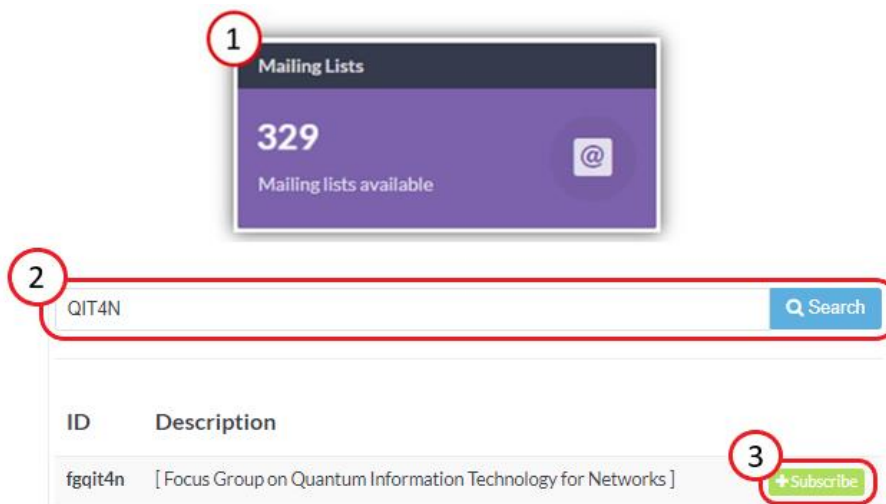 1
Mailing Lists
329
@
Mailing lists available
2
QIT4N Search
ID Description
3
fgqit4n [ Focus Group on Quantum Information Technology for Networks ] +Subscribe